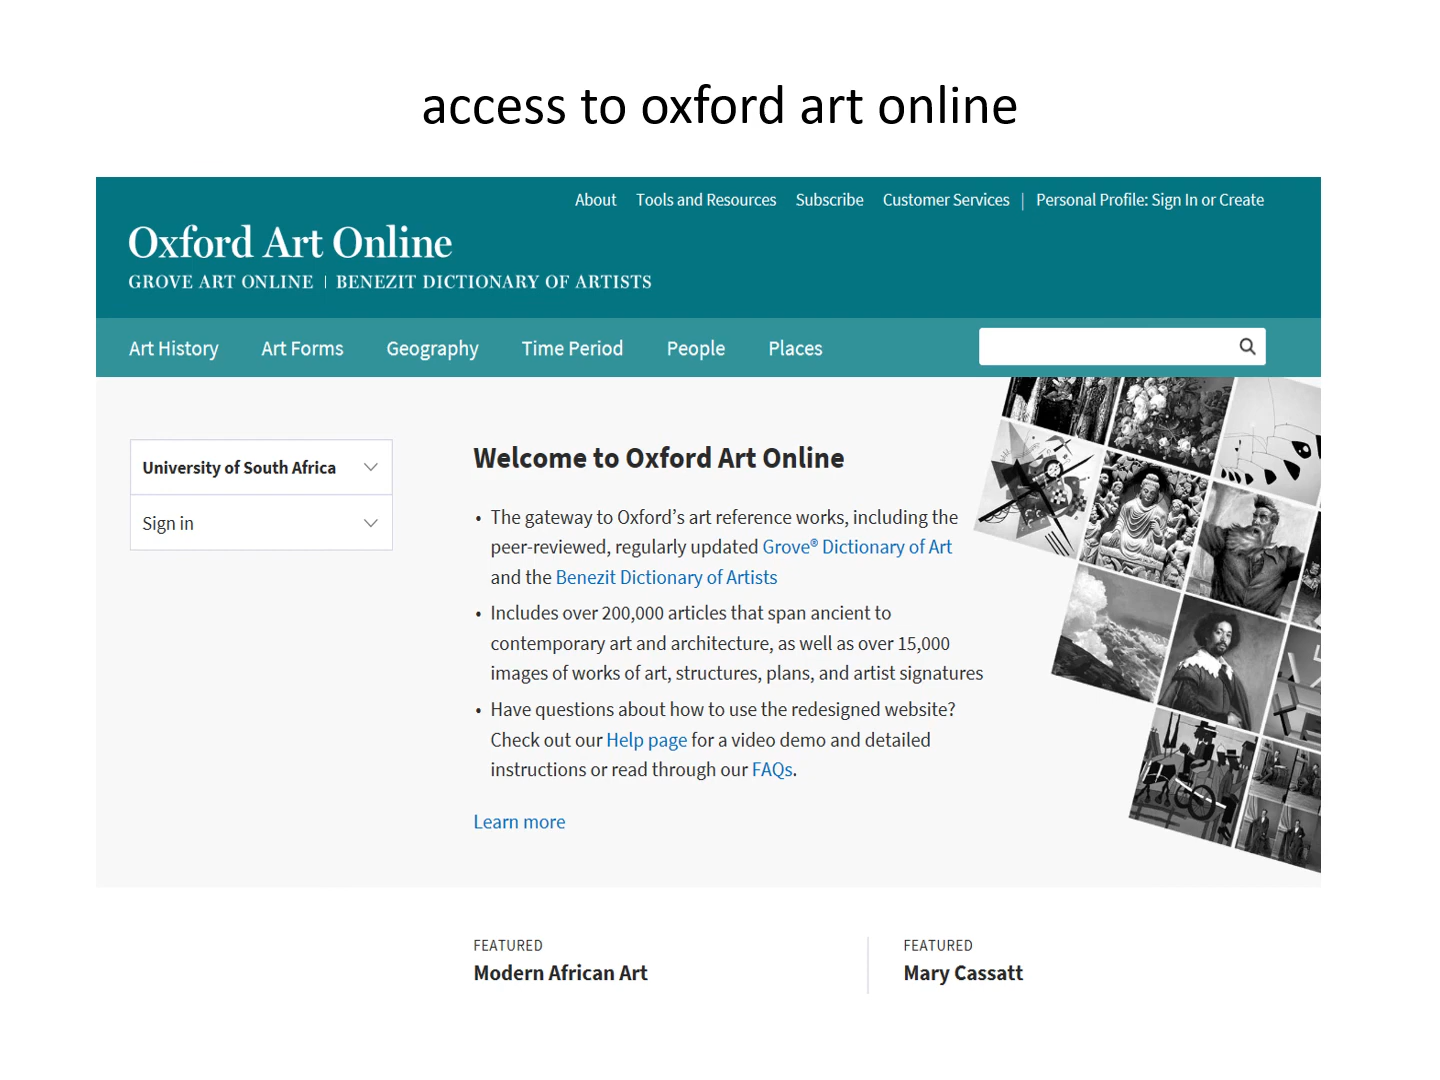 access to oxford art online
About Tools and Resources Subscribe Customer Services | Personal Profile: Sign In or Create
Oxford Art Online
GROVE ART ONLINE | BENEZIT DICTIONARY OF ARTISTS
Art History Art Forms Geography Time Period People Places
University of South Africa
Sign in
Welcome to Oxford Art Online
• The gateway to Oxford’s art reference works, including the
peer-reviewed, regularly updated Grove® Dictionary of Art
and the Benezit Dictionary of Artists
• Includes over 200,000 articles that span ancient to
contemporary art and architecture, as well as over 15,000
images of works of art, structures, plans, and artist signatures
• Have questions about how to use the redesigned website?
Check out our Help page for a video demo and detailed
instructions or read through our FAQs.
Learn more
FEATURED
Modern African Art
FEATURED
Mary Cassatt